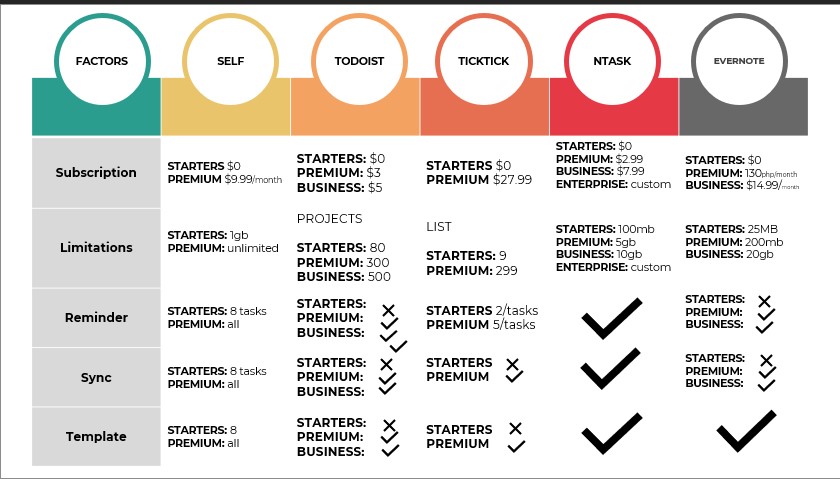 FACTORS
SELF
TODOIST
TICKTICK
NTASK
EVERNOTE
Subscription
STARTERS $0
PREMIUM $9.99/month
STARTERS: $0
PREMIUM: $3
BUSINESS: $5
STARTERS $0
PREMIUM $27.99
STARTERS: $0
PREMIUM: $2.99
BUSINESS: $7.99
ENTERPRISE: custom
STARTERS: $0
PREMIUM: 130php/month
BUSINESS: $14.99/month
Limitations
STARTERS: 1gb
PREMIUM: unlimited
PROJECTS
STARTERS: 80
PREMIUM: 300
BUSINESS: 500
LIST
STARTERS: 9
PREMIUM: 299
STARTERS: 100mb
PREMIUM: 5gb
BUSINESS: 10gb
ENTERPRISE: custom
STARTERS: 25MB
PREMIUM: 200mb
BUSINESS: 20gb
Reminder
STARTERS: 8 tasks
PREMIUM: all
STARTERS:
PREMIUM:
BUSINESS:
STARTERS 2/tasks
PREMIUM 5/tasks
STARTERS:
PREMIUM:
BUSINESS:
Sync
STARTERS: 8 tasks
PREMIUM: all
STARTERS:
PREMIUM:
BUSINESS:
STARTERS
PREMIUM
STARTERS:
PREMIUM:
BUSINESS:
Template
STARTERS: 8
PREMIUM: all
STARTERS:
PREMIUM:
BUSINESS:
STARTERS
PREMIUM